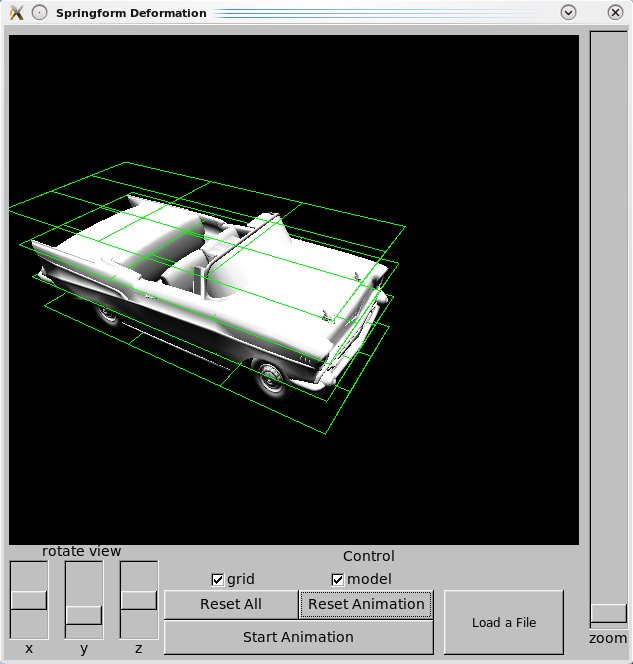 Springform Deformation
rotate view
Control
grid
model
Reset All
Reset Animation
Load a File
Start Animation
x
y
z
zoom